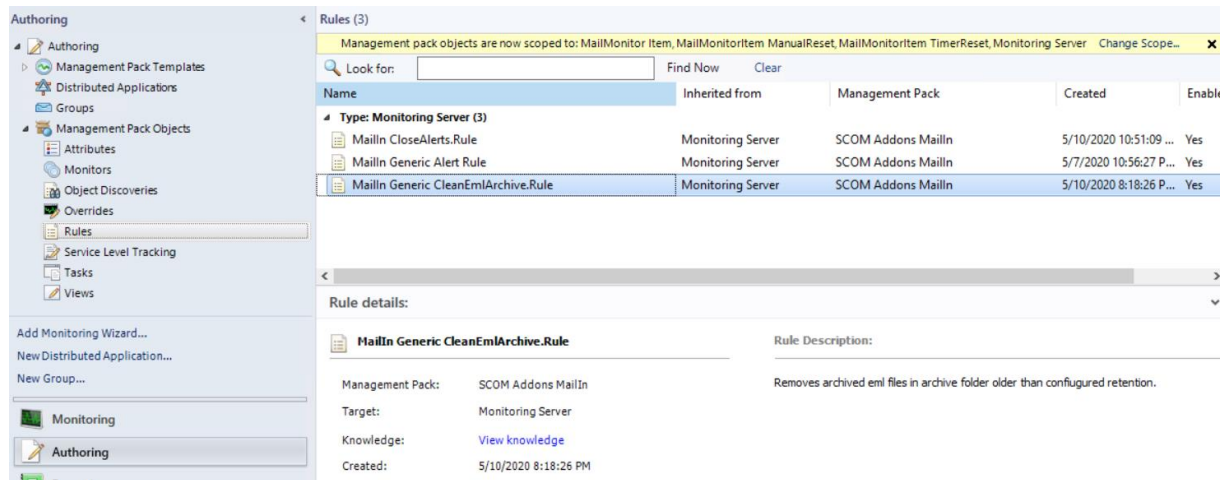 Authoring
Authoring
Management Pack Templates
Distributed Applications
Groups
Management Pack Objects
Attributes
Monitors
Object Discoveries
Overrides
Rules
Service Level Tracking
Tasks
Views
Add Monitoring Wizard...
New Distributed Application...
New Group...
Monitoring
Authoring
Rules (3)
Management pack objects are now scoped to: MailMonitor Item, MailMonitorItem ManualReset, MailMonitorItem TimerReset, Monitoring Server Change Scope...
Look for: Find Now Clear
Name Inherited from Management Pack Created Enable
Type: Monitoring Server (3)
MailIn CloseAlerts.Rule Monitoring Server SCOM Addons MailIn 5/10/2020 10:51:09 ... Yes
MailIn Generic Alert Rule Monitoring Server SCOM Addons MailIn 5/7/2020 10:56:27 P... Yes
MailIn Generic CleanEmlArchive.Rule Monitoring Server SCOM Addons MailIn 5/10/2020 8:18:26 P... Yes
Rule details:
MailIn Generic CleanEmlArchive.Rule
Management Pack: SCOM Addons MailIn
Target: Monitoring Server
Knowledge: View knowledge
Created: 5/10/2020 8:18:26 PM
Rule Description:
Removes archived eml files in archive folder older than confiugured retention.